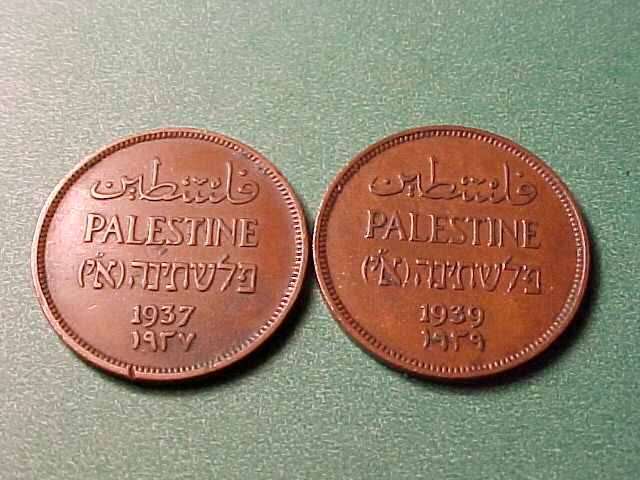 فلسطين
PALESTINE
פלשתינה (א״י)
1937
١٩٣٧
فلسطين
PALESTINE
פלשתינה (א״י)
1939
١٩٣٩